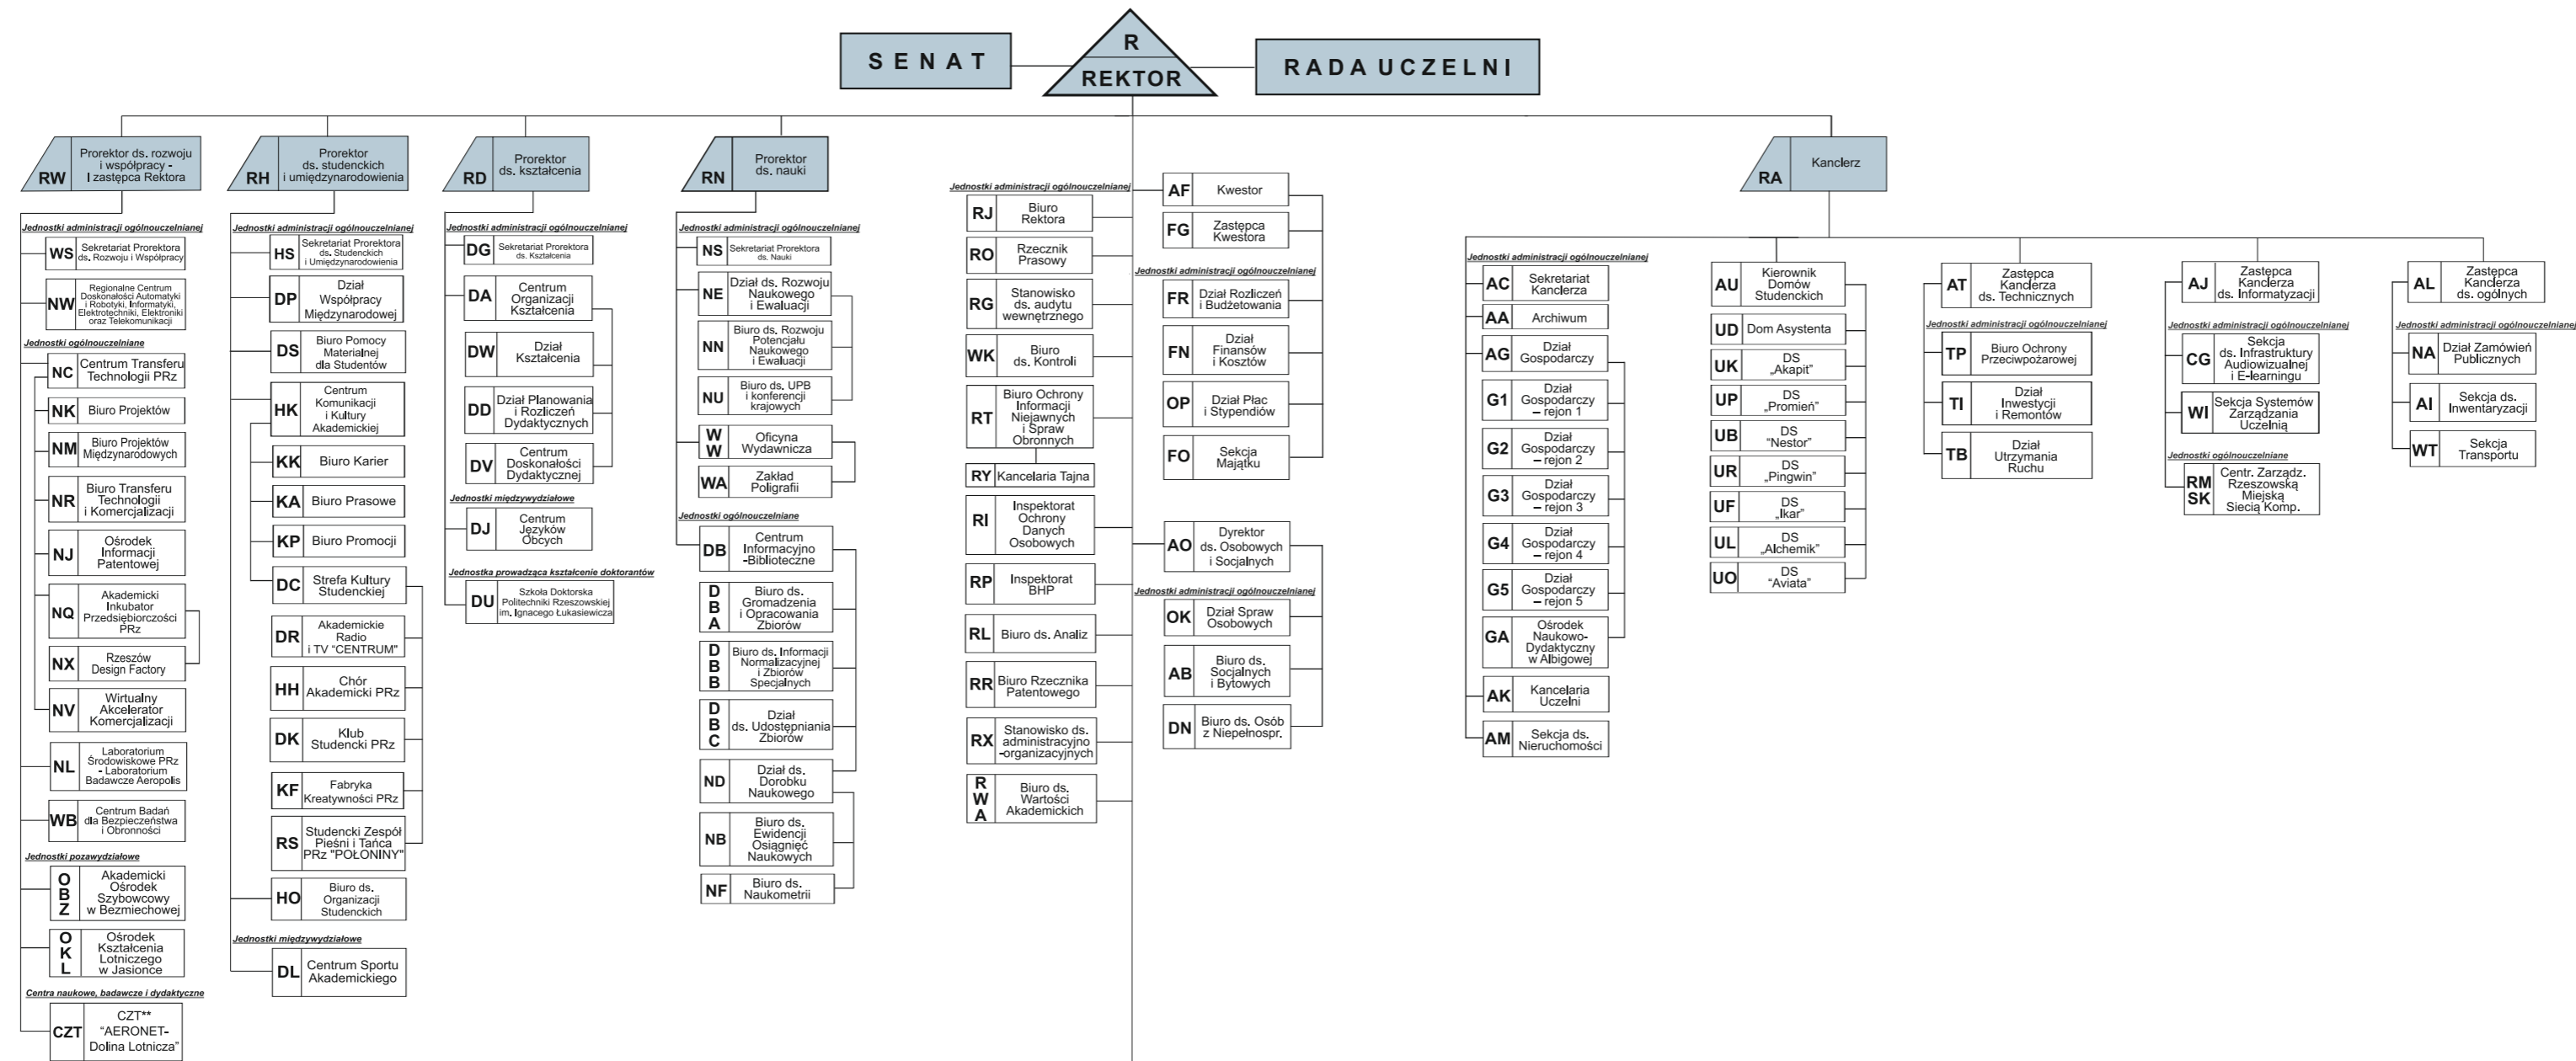 S E N A T
R
REKTOR
RADA UCZELNI
RW
Prorektor ds. rozwoju
i współpracy -
I zastępca Rektora
Jednostki administracji ogólnouczelnianej
WS
Sekretariat Prorektora
ds. Rozwoju i Współpracy
NW
Regionalne Centrum
Doskonałości Automatyki
i Robotyki, Informatyki,
Elektrotechniki, Elektroniki
oraz Telekomunikacji
Jednostki ogólnouczelniane
NC
Centrum Transferu
Technologii PRz
NK
Biuro Projektów
NM
Biuro Projektów
Międzynarodowych
NR
Biuro Transferu
Technologii
i Komercjalizacji
NJ
Ośrodek
Informacji
Patentowej
NQ
Akademicki
Inkubator
Przedsiębiorczości
PRz
NX
Rzeszów
Design Factory
NV
Wirtualny
Akcelerator
Komercjalizacji
NL
Laboratorium
Środowiskowe PRz
- Laboratorium
Badawcze Aeropolis
WB
Centrum Badań
dla Bezpieczeństwa
i Obronności
Jednostki pozawydziałowe
O
B
Z
Akademicki
Ośrodek
Szybowcowy
w Bezmiechowej
O
K
L
Ośrodek
Kształcenia
Lotniczego
w Jasionce
Centra naukowe, badawcze i dydaktyczne
CZT
CZT**
"AERONET-
Dolina Lotnicza"
RH
Prorektor
ds. studenckich
i umiędzynarodowienia
Jednostki administracji ogólnouczelnianej
HS
Sekretariat Prorektora
ds. Studenckich
i Umiędzynarodowienia
DP
Dział
Współpracy
Międzynarodowej
DS
Biuro Pomocy
Materialnej
dla Studentów
HK
Centrum
Komunikacji
i Kultury
Akademickiej
KK
Biuro Karier
KA
Biuro Prasowe
KP
Biuro Promocji
DC
Strefa Kultury
Studenckiej
DR
Akademickie
Radio
i TV "CENTRUM"
HH
Chór
Akademicki PRz
DK
Klub
Studencki PRz
KF
Fabryka
Kreatywności PRz
RS
Studencki Zespół
Pieśni i Tańca
PRz "POŁONINY"
HO
Biuro ds.
Organizacji
Studenckich
Jednostki międzywydziałowe
DL
Centrum Sportu
Akademickiego
RD
Prorektor
ds. kształcenia
Jednostki administracji ogólnouczelnianej
DG
Sekretariat Prorektora
ds. Kształcenia
DA
Centrum
Organizacji
Kształcenia
DW
Dział
Kształcenia
DD
Dział Planowania
i Rozliczeń
Dydaktycznych
DV
Centrum
Doskonałości
Dydaktycznej
Jednostki międzywydziałowe
DJ
Centrum
Języków
Obcych
Jednostka prowadząca kształcenie doktorantów
DU
Szkoła Doktorska
Politechniki Rzeszowskiej
im. Ignacego Łukasiewicza
RN
Prorektor
ds. nauki
Jednostki administracji ogólnouczelnianej
NS
Sekretariat Prorektora
ds. Nauki
NE
Dział ds. Rozwoju
Naukowego
i Ewaluacji
NN
Biuro ds. Rozwoju
Potencjału
Naukowego
i Ewaluacji
NU
Biuro ds. UPB
i konferencji
krajowych
W
W
Oficyna
Wydawnicza
WA
Zakład
Poligrafii
Jednostki ogólnouczelniane
DB
Centrum
Informacyjno
-Biblioteczne
D
B
A
Biuro ds.
Gromadzenia
i Opracowania
Zbiorów
D
B
B
Biuro ds. Informacji
Normalizacyjnej
i Zbiorów
Specjalnych
D
B
C
Dział
ds. Udostępniania
Zbiorów
ND
Dział ds.
Dorobku
Naukowego
NB
Biuro ds.
Ewidencji
Osiągnięć
Naukowych
NF
Biuro ds.
Naukometrii
Jednostki administracji ogólnouczelnianej
RJ
Biuro
Rektora
RO
Rzecznik
Prasowy
RG
Stanowisko
ds. audytu
wewnętrznego
WK
Biuro
ds. Kontroli
RT
Biuro Ochrony
Informacji
Niejawnych
i Spraw
Obronnych
RY
Kancelaria Tajna
RI
Inspektorat
Ochrony
Danych
Osobowych
RP
Inspektorat
BHP
RL
Biuro ds. Analiz
RR
Biuro Rzecznika
Patentowego
RX
Stanowisko ds.
administracyjno
-organizacyjnych
R
W
A
Biuro ds.
Wartości
Akademickich
AF
Kwestor
FG
Zastępca
Kwestora
Jednostki administracji ogólnouczelnianej
FR
Dział Rozliczeń
i Budżetowania
FN
Dział
Finansów
i Kosztów
OP
Dział Płac
i Stypendiów
FO
Sekcja
Majątku
AO
Dyrektor
ds. Osobowych
i Socjalnych
Jednostki administracji ogólnouczelnianej
OK
Dział Spraw
Osobowych
AB
Biuro ds.
Socjalnych
i Bytowych
DN
Biuro ds. Osób
z Niepełnospr.
RA
Kanclerz
Jednostki administracji ogólnouczelnianej
AC
Sekretariat
Kanclerza
AA
Archiwum
AG
Dział
Gospodarczy
G1
Dział
Gospodarczy
– rejon 1
G2
Dział
Gospodarczy
– rejon 2
G3
Dział
Gospodarczy
– rejon 3
G4
Dział
Gospodarczy
– rejon 4
G5
Dział
Gospodarczy
– rejon 5
GA
Ośrodek
Naukowo-
Dydaktyczny
w Albigowej
AK
Kancelaria
Uczelni
AM
Sekcja ds.
Nieruchomości
AU
Kierownik
Domów
Studenckich
UD
Dom Asystenta
UK
DS
„Akapit"
UP
DS
„Promień"
UB
DS
"Nestor"
UR
DS
„Pingwin"
UF
DS
„Ikar"
UL
DS
„Alchemik"
UO
DS
"Aviata"
AT
Zastępca
Kanclerza
ds. Technicznych
Jednostki administracji ogólnouczelnianej
TP
Biuro Ochrony
Przeciwpożarowej
TI
Dział
Inwestycji
i Remontów
TB
Dział
Utrzymania
Ruchu
AJ
Zastępca
Kanclerza
ds. Informatyzacji
Jednostki administracji ogólnouczelnianej
CG
Sekcja
ds. Infrastruktury
Audiowizualnej
i E-learningu
WI
Sekcja Systemów
Zarządzania
Uczelnią
Jednostki ogólnouczelniane
RM
SK
Centr. Zarządz.
Rzeszowską
Miejską
Siecią Komp.
AL
Zastępca
Kanclerza
ds. ogólnych
Jednostki administracji ogólnouczelnianej
NA
Dział Zamówień
Publicznych
AI
Sekcja ds.
Inwentaryzacji
WT
Sekcja
Transportu